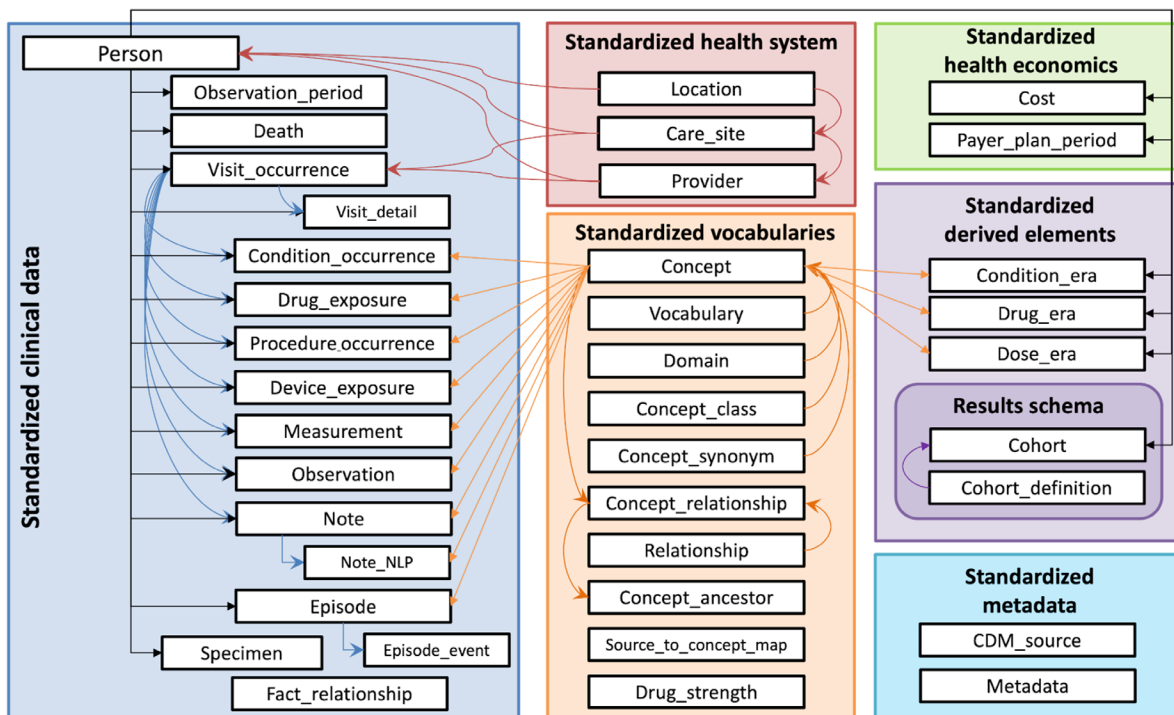 Standardized clinical data
Person
Observation_period
Death
Visit_occurrence
Visit_detail
Condition_occurrence
Drug_exposure
Procedure_occurrence
Device_exposure
Measurement
Observation
Note
Note_NLP
Episode
Episode_event
Specimen
Fact_relationship
Standardized health system
Location
Care_site
Provider
Standardized vocabularies
Concept
Vocabulary
Domain
Concept_class
Concept_synonym
Concept_relationship
Relationship
Concept_ancestor
Source_to_concept_map
Drug_strength
Standardized
health economics
Cost
Payer_plan_period
Standardized
derived elements
Condition_era
Drug_era
Dose_era
Results schema
Cohort
Cohort_definition
Standardized
metadata
CDM_source
Metadata